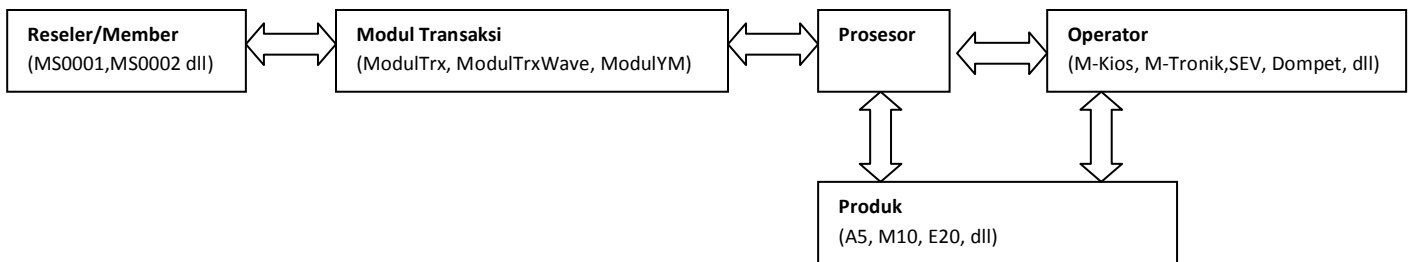 Reseler/Member
(MS0001,MS0002 dll)
Modul Transaksi
(ModulTrx, ModulTrxWave, ModulYM)
Prosesor
Operator
(M-Kios, M-Tronik,SEV, Dompet, dll)
Produk
(A5, M10, E20, dll)